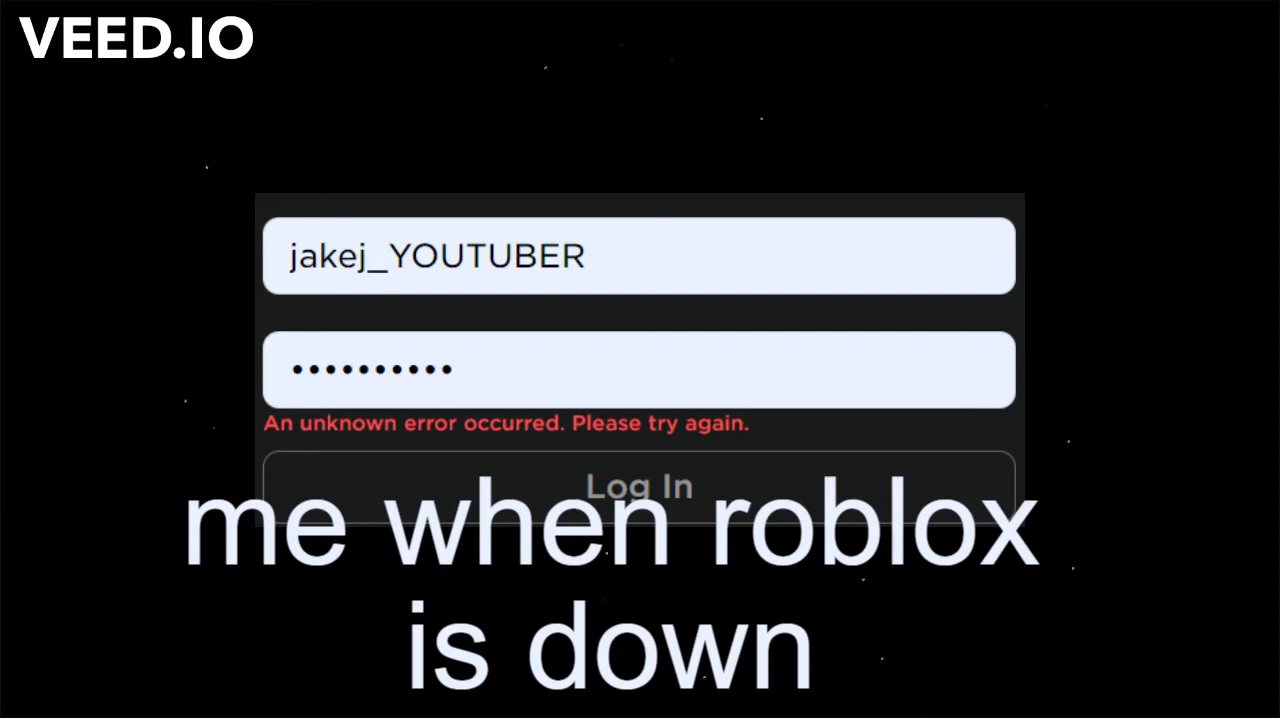 VEED.IO
jakej_YOUTUBER
••••••••••
An unknown error occurred. Please try again.
Log In
me when roblox
is down